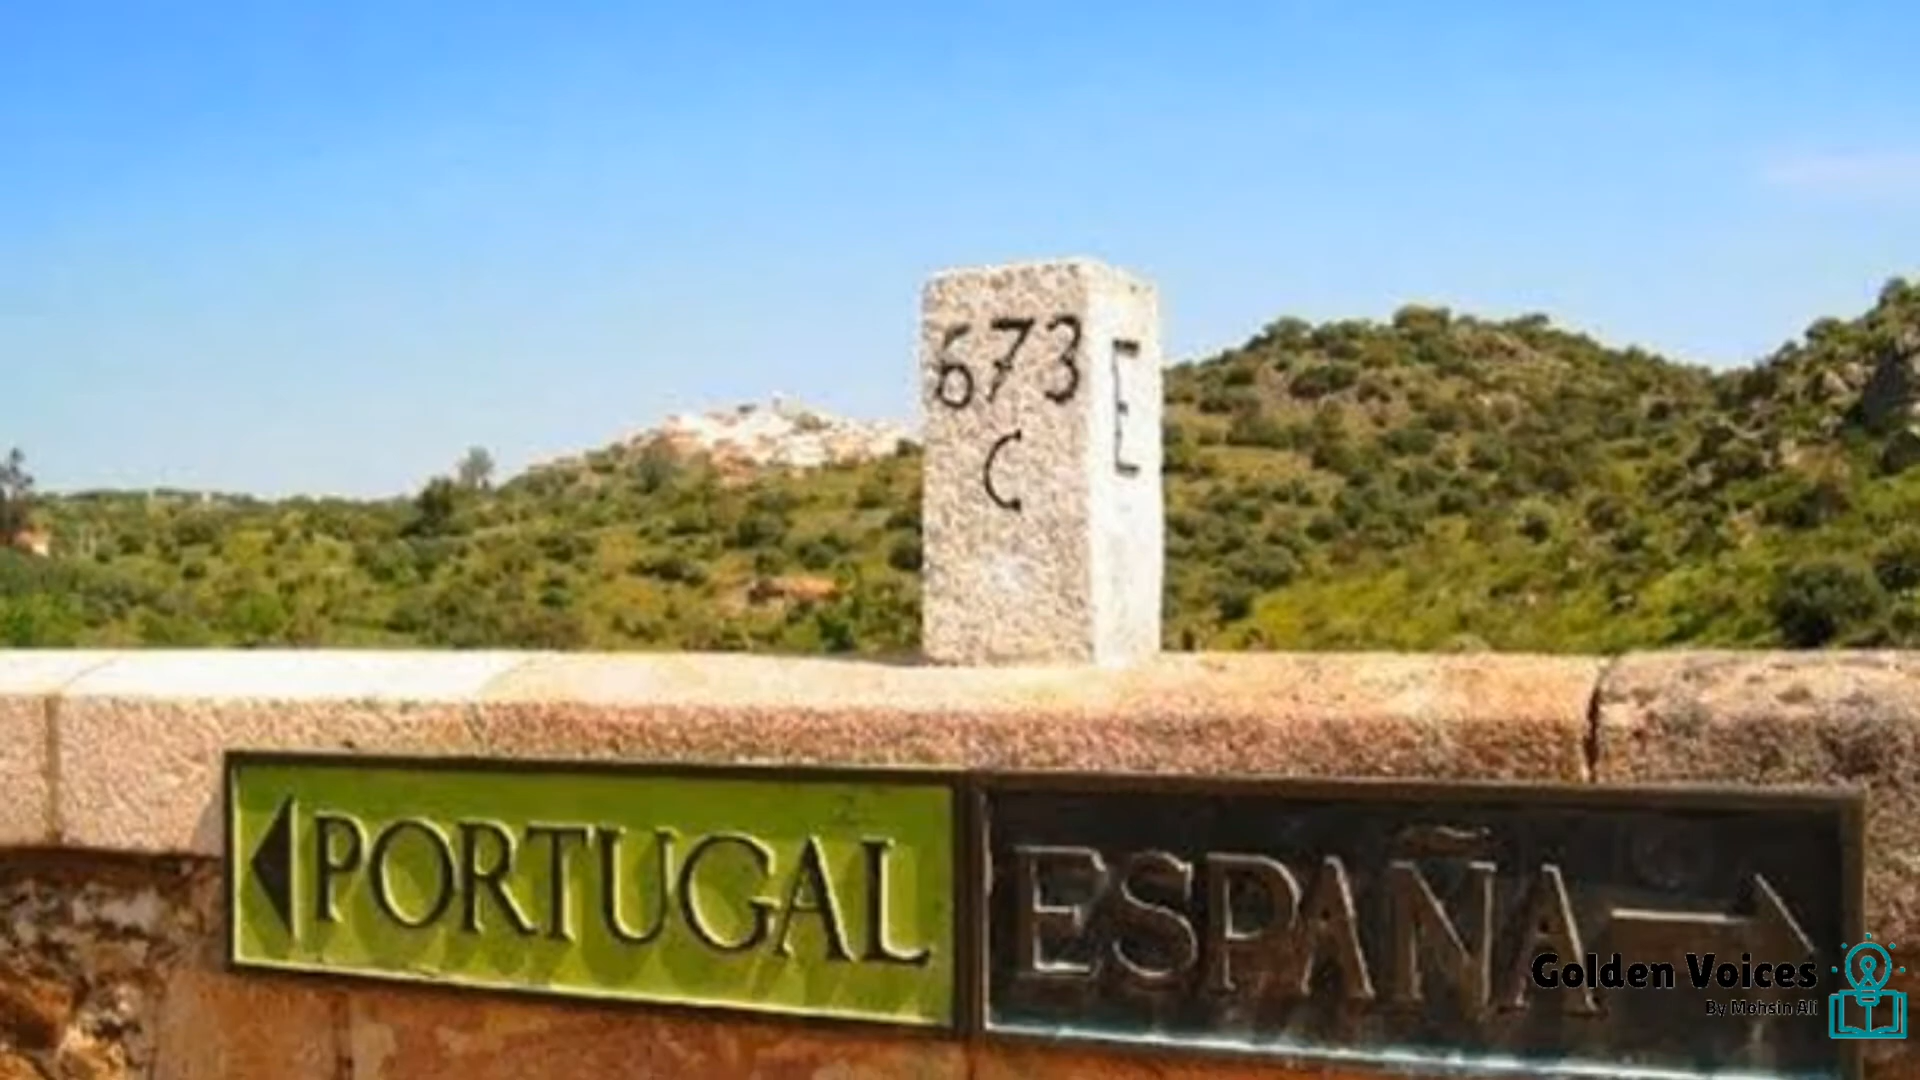 673
C
E
PORTUGAL
ESPAÑA
Golden Voices
By Mohsin Ali